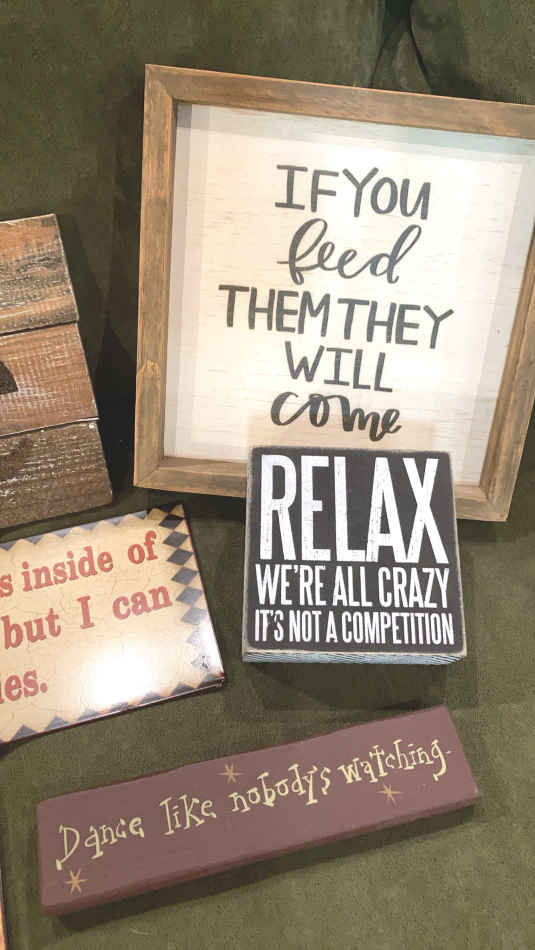 IF YOU
feed
THEM THEY
WILL
come
RELAX
WE'RE ALL CRAZY
IT'S NOT A COMPETITION
inside of
but I can
Dance like nobody's watching.